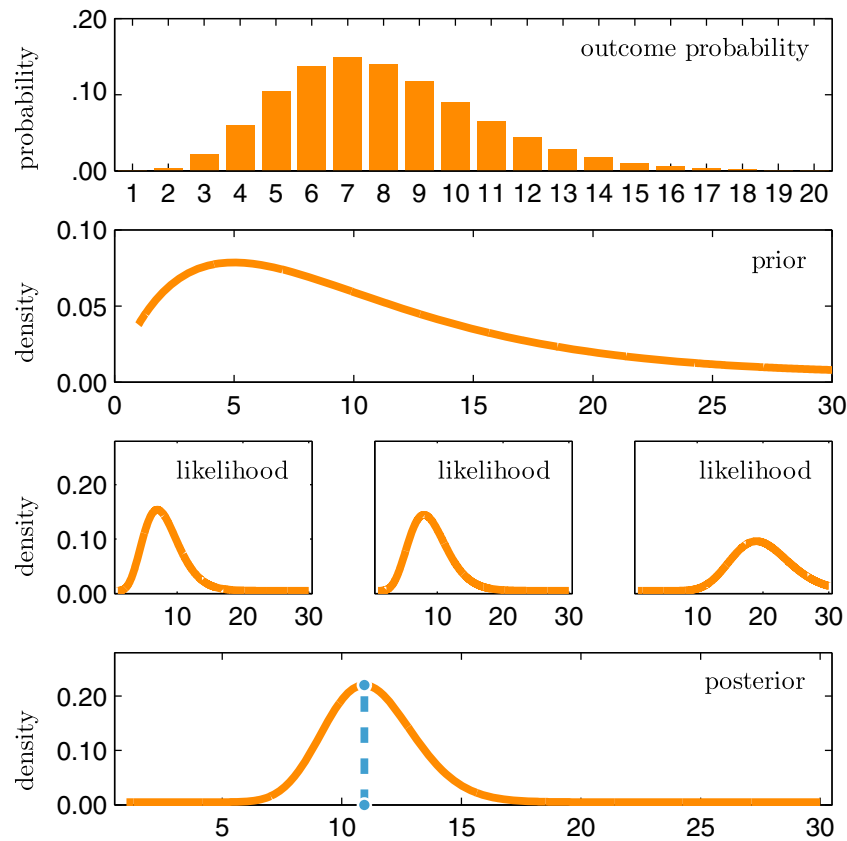 .20
outcome probability
probability
.10
.00
1 2 3 4 5 6 7 8 9 10 11 12 13 14 15 16 17 18 19 20
0.10
prior
density
0.05
0.00
0 5 10 15 20 25 30
likelihood likelihood likelihood
0.20
density
0.10
0.00
10 20 30 10 20 30 10 20 30
posterior
0.20
density
0.10
0.00
5 10 15 20 25 30